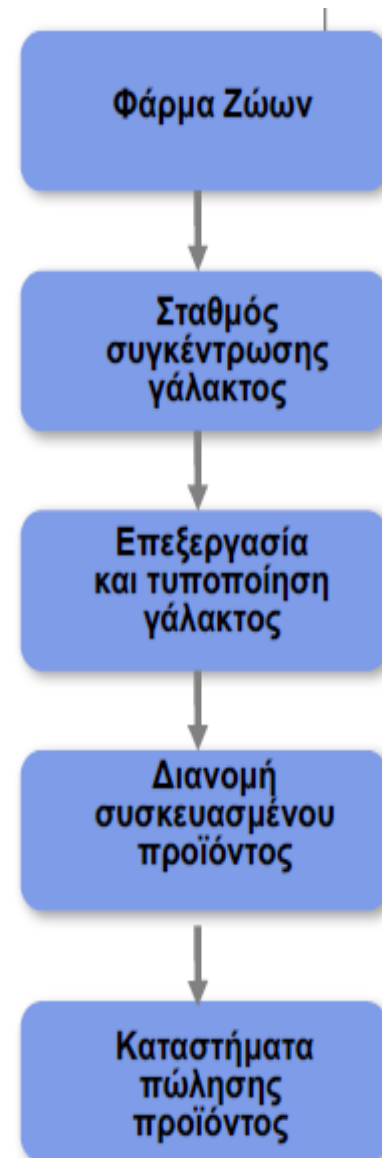 Φάρμα Ζώων
Σταθμός
συγκέντρωσης
γάλακτος
Επεξεργασία
και τυποποίηση
γάλακτος
Διανομή
συσκευασμένου
προϊόντος
Καταστήματα
πώλησης
προϊόντος